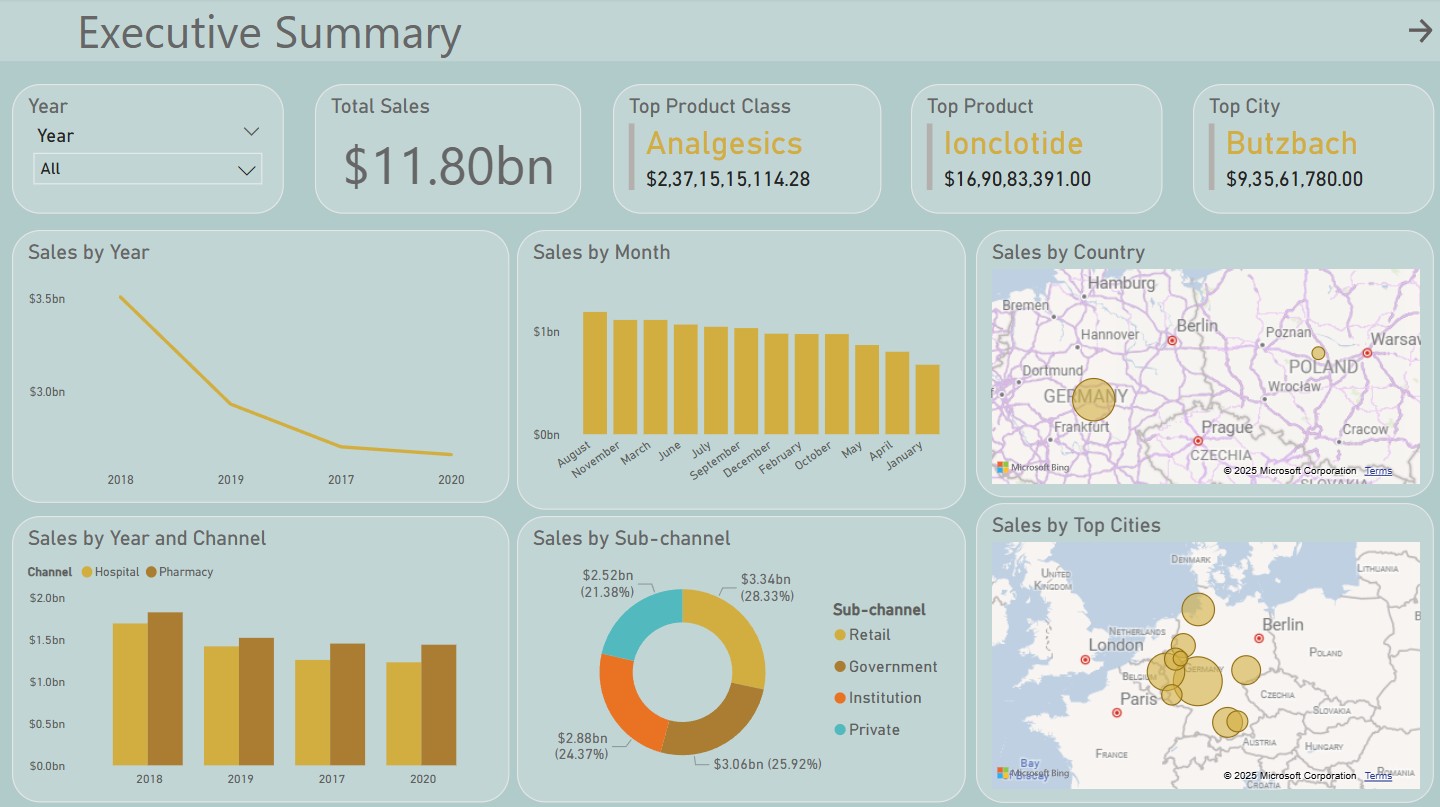 Executive Summary
Year
Year
All
Total Sales
$11.80bn
Top Product Class
Analgesics
$2,37,15,15,114.28
Top Product
Ionclotide
$16,90,83,391.00
Top City
Butzbach
$9,35,61,780.00
Sales by Year
$3.5bn
$3.0bn
2018 2019 2017 2020
Sales by Month
$1bn
$0bn
August November March June July September December February October May April January
Sales by Country
Hamburg
Bremen
Berlin
Hannover
Poznan
Warsaw
POLAND
Dortmund
Wrocław
GERMANY
Frankfurt
Prague
Cracow
CZECHIA
SLOVAKIA
Microsoft Bing
© 2025 Microsoft Corporation Terms
Sales by Year and Channel
Channel Hospital Pharmacy
$2.0bn
$1.5bn
$1.0bn
$0.5bn
$0.0bn
2018 2019 2017 2020
Sales by Sub-channel
$2.52bn
(21.38%)
$3.34bn
(28.33%)
$2.88bn
(24.37%)
$3.06bn (25.92%)
Sub-channel
Retail
Government
Institution
Private
Sales by Top Cities
DENMARK
LITHUANIA
UNITED
KINGDOM
Berlin
NETHERLANDS
London
POLAND
GERMANY
BELGIUM
Paris
CZECHIA
SLOVAKIA
AUSTRIA
HUNGARY
FRANCE
Bay
Biscay
ROMANIA
CROATIA
Microsoft Bing
© 2025 Microsoft Corporation Terms